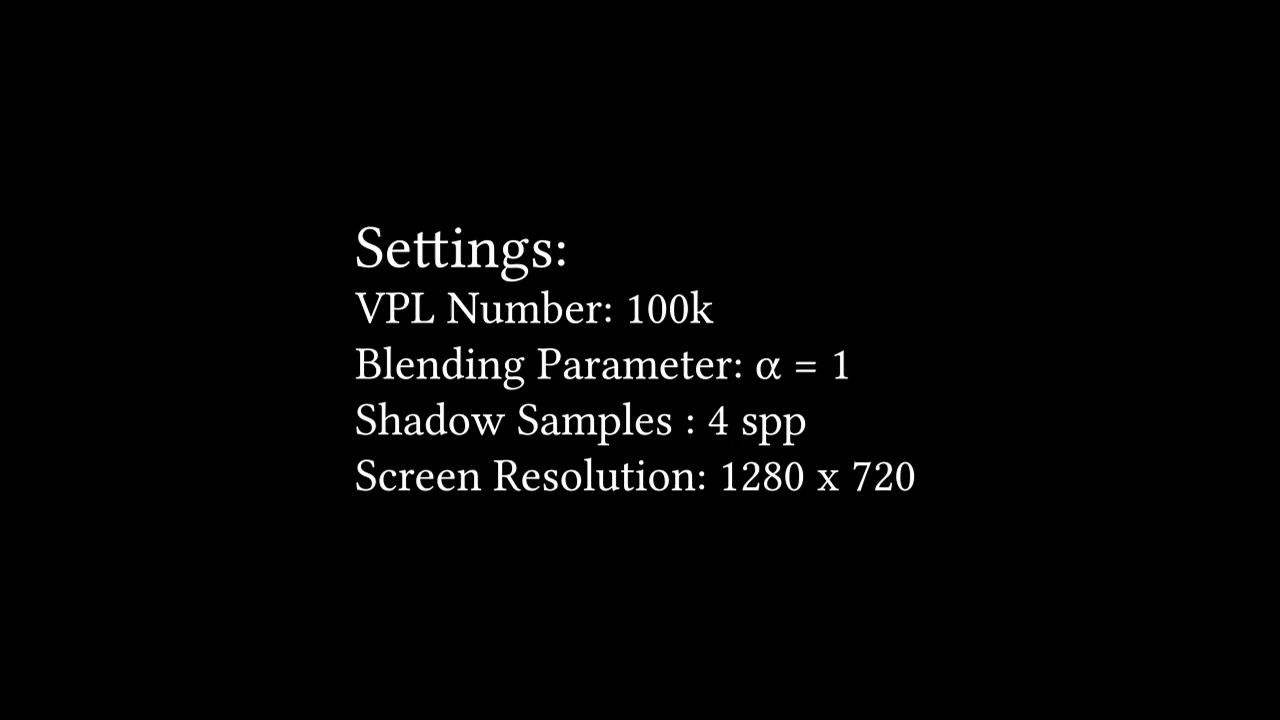 Settings:
VPL Number: 100k
Blending Parameter: α = 1
Shadow Samples : 4 spp
Screen Resolution: 1280 x 720